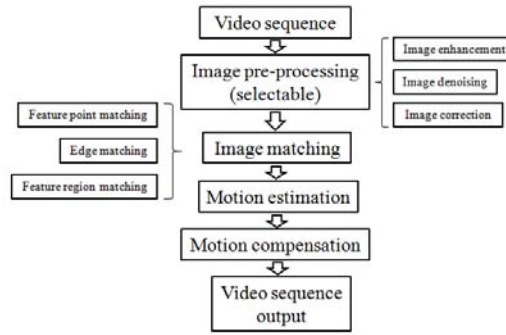 Video sequence
Image pre-processing
(selectable)
Image enhancement
Image denoising
Image correction
Feature point matching
Edge matching
Feature region matching
Image matching
Motion estimation
Motion compensation
Video sequence
output